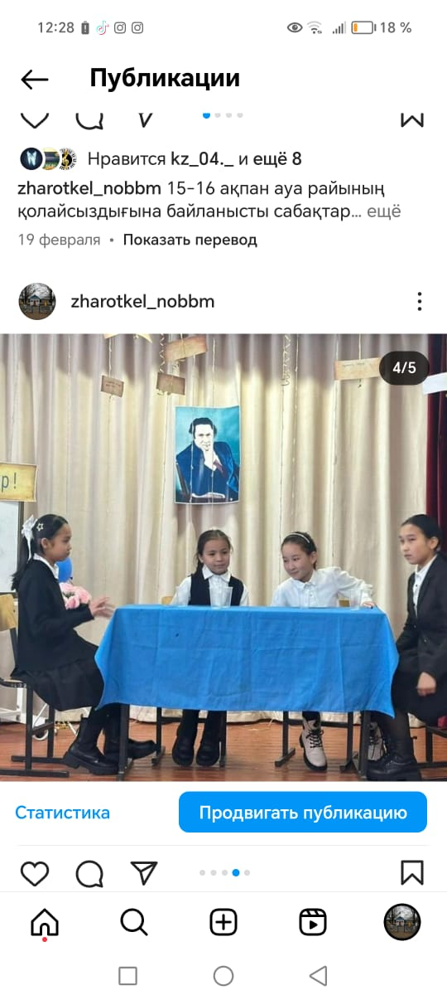 12:28
18 %
Публикации
Нравится kz_04._ и ещё 8
zharotkel_nobbm 15-16 ақпан ауа райының
қолайсыздығына байланысты сабақтар... ещё
19 февраля • Показать перевод
zharotkel_nobbm
4/5
р!
Статистика
Продвигать публикацию